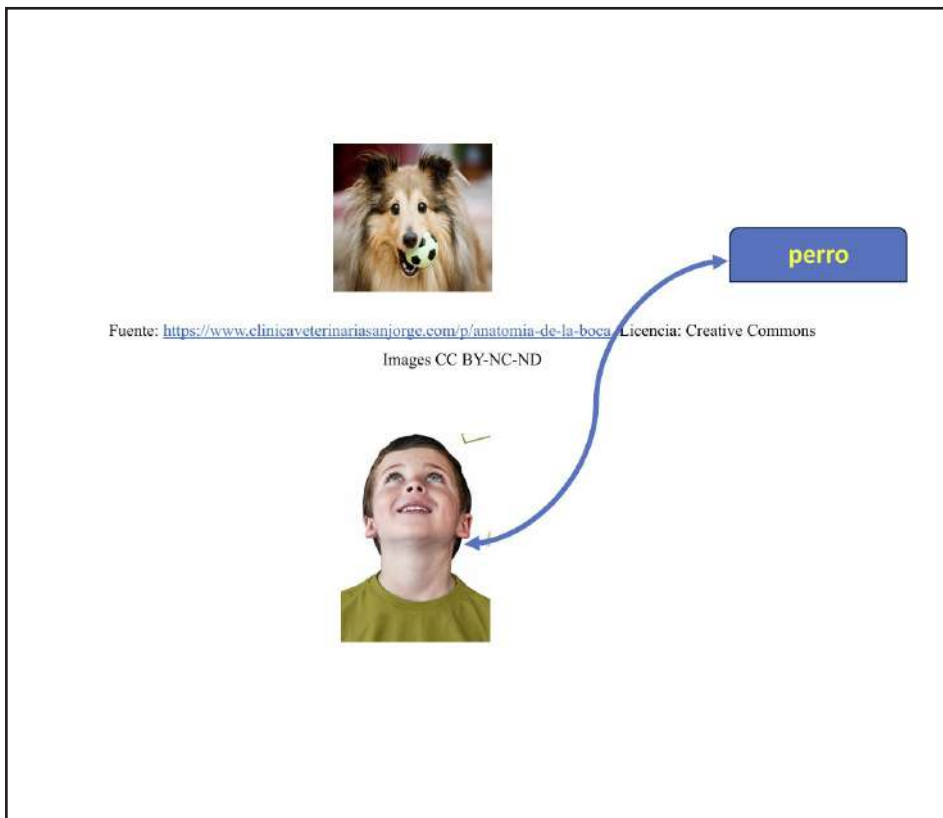 perro
Fuente: https://www.clinicaveterinariasanjorge.com/p/anatomia-de-la-boca. Licencia: Creative Commons
Images CC BY-NC-ND